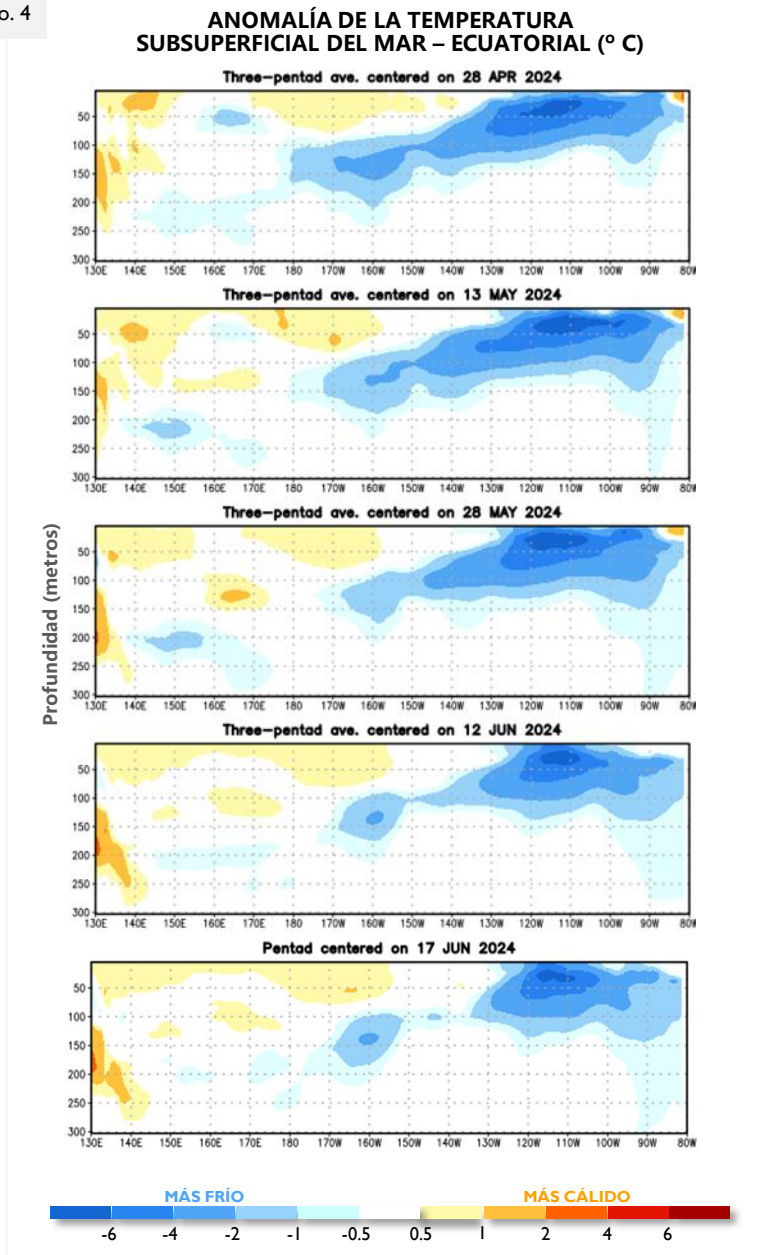 o. 4
ANOMALÍA DE LA TEMPERATURA
SUBSUPERFICIAL DEL MAR – ECUATORIAL (º C)
Three-pentad ave. centered on 28 APR 2024
50
100
150
200
250
300
130E 140E 150E 160E 170E 180 170W 160W 150W 140W 130W 120W 110W 100W 90W 80W
Three-pentad ave. centered on 13 MAY 2024
50
100
150
200
250
300
130E 140E 150E 160E 170E 180 170W 160W 150W 140W 130W 120W 110W 100W 90W 80W
Three-pentad ave. centered on 28 MAY 2024
50
100
150
200
250
300
130E 140E 150E 160E 170E 180 170W 160W 150W 140W 130W 120W 110W 100W 90W 80W
Profundidad (metros)
Three-pentad ave. centered on 12 JUN 2024
50
100
150
200
250
300
130E 140E 150E 160E 170E 180 170W 160W 150W 140W 130W 120W 110W 100W 90W 80W
Pentad centered on 17 JUN 2024
50
100
150
200
250
300
130E 140E 150E 160E 170E 180 170W 160W 150W 140W 130W 120W 110W 100W 90W 80W
MÁS FRÍO MÁS CÁLIDO
-6 -4 -2 -1 -0.5 0.5 1 2 4 6